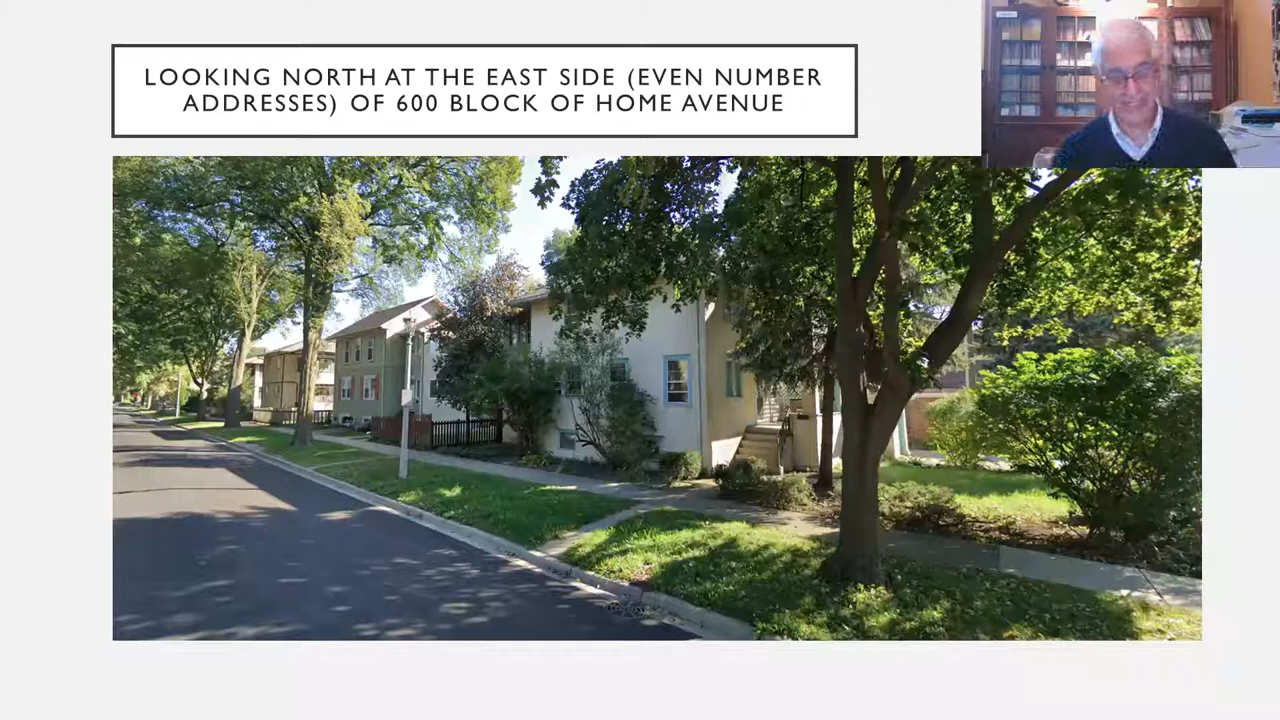 LOOKING NORTH AT THE EAST SIDE (EVEN NUMBER
ADDRESSES) OF 600 BLOCK OF HOME AVENUE